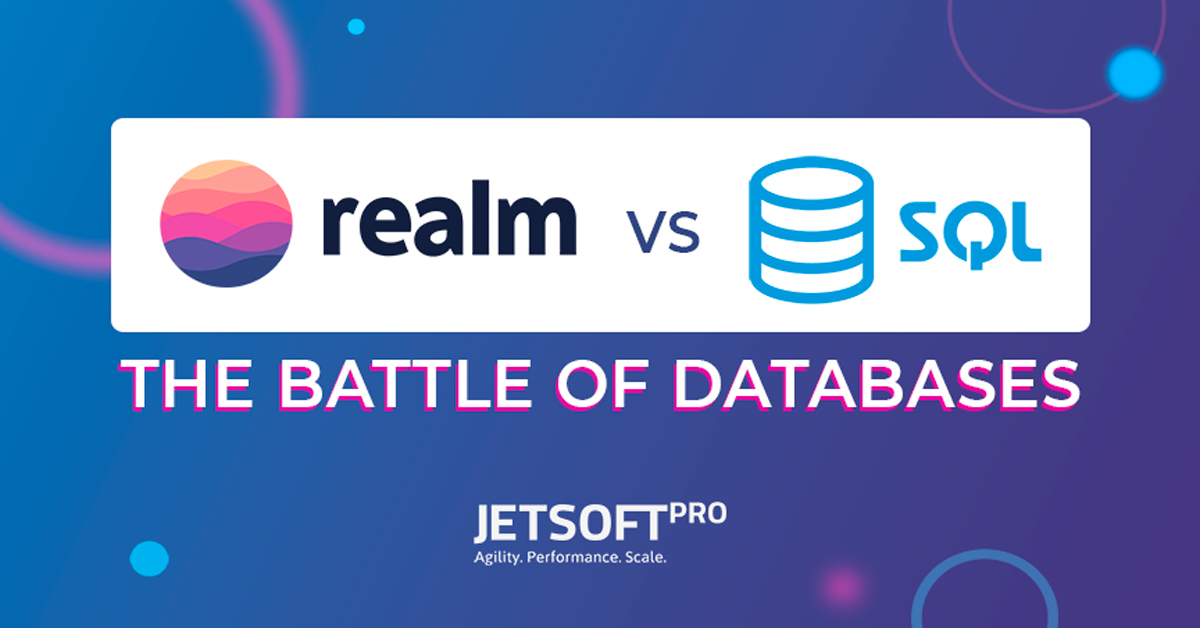 realm vs SQL
THE BATTLE OF DATABASES
JETSOFTPRO
Agility. Performance. Scale.